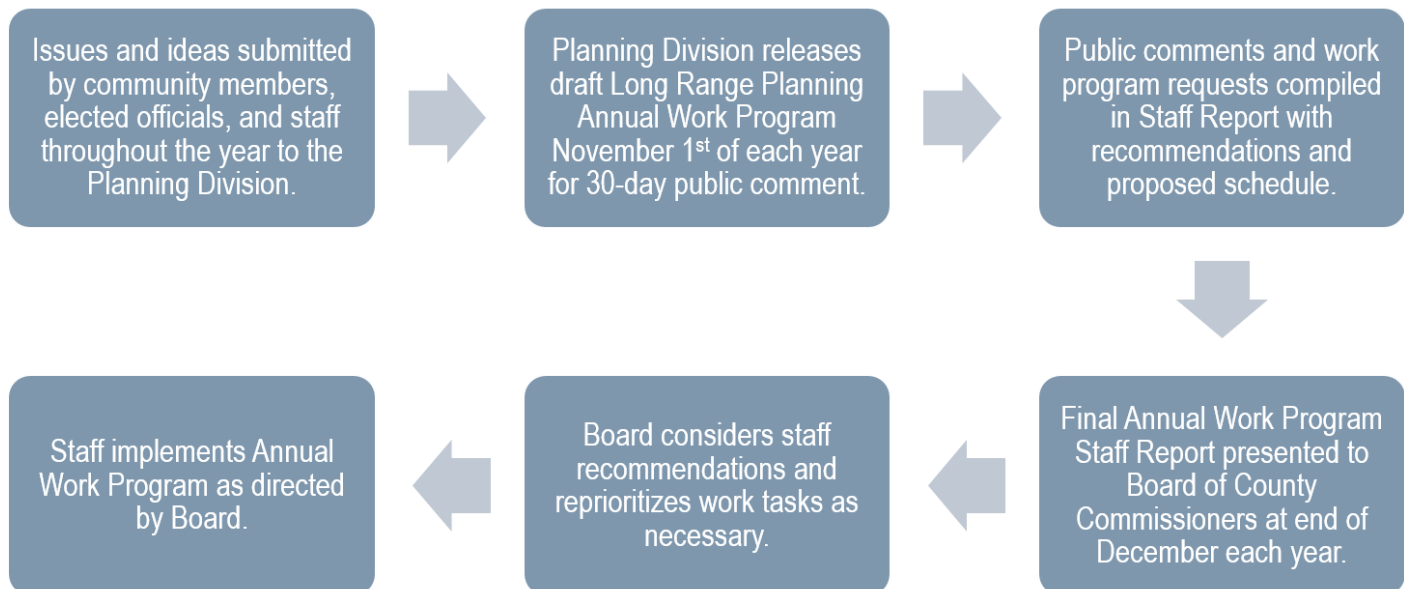 Issues and ideas submitted
by community members,
elected officials, and staff
throughout the year to the
Planning Division.
Planning Division releases
draft Long Range Planning
Annual Work Program
November 1st of each year
for 30-day public comment.
Public comments and work
program requests compiled
in Staff Report with
recommendations and
proposed schedule.
Final Annual Work Program
Staff Report presented to
Board of County
Commissioners at end of
December each year.
Board considers staff
recommendations and
reprioritizes work tasks as
necessary.
Staff implements Annual
Work Program as directed
by Board.